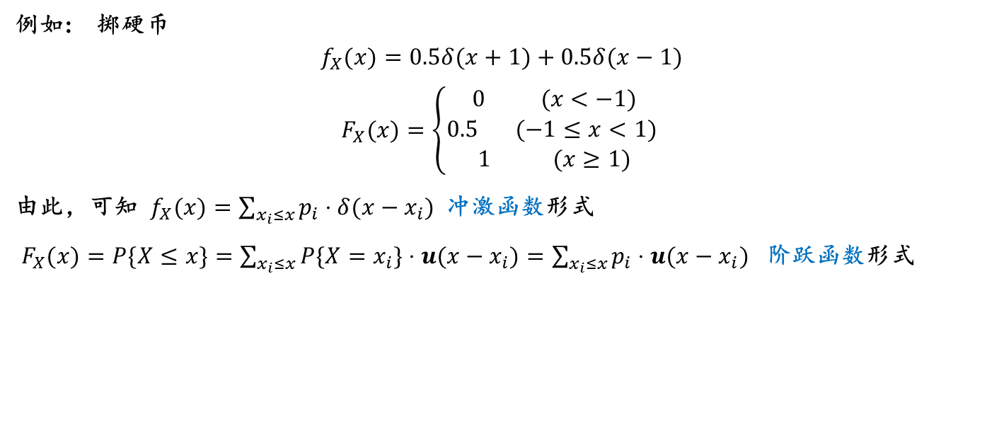 例如： 掷硬币
f_X(x) = 0.5δ(x + 1) + 0.5δ(x − 1)
F_X(x) = { 0 (x < −1)
0.5 (−1 ≤ x < 1)
1 (x ≥ 1)
由此，可知 f_X(x) = ∑_{x_i≤x} p_i · δ(x − x_i) 冲激函数形式
F_X(x) = P{X ≤ x} = ∑_{x_i≤x} P{X = x_i} · u(x − x_i) = ∑_{x_i≤x} p_i · u(x − x_i) 阶跃函数形式